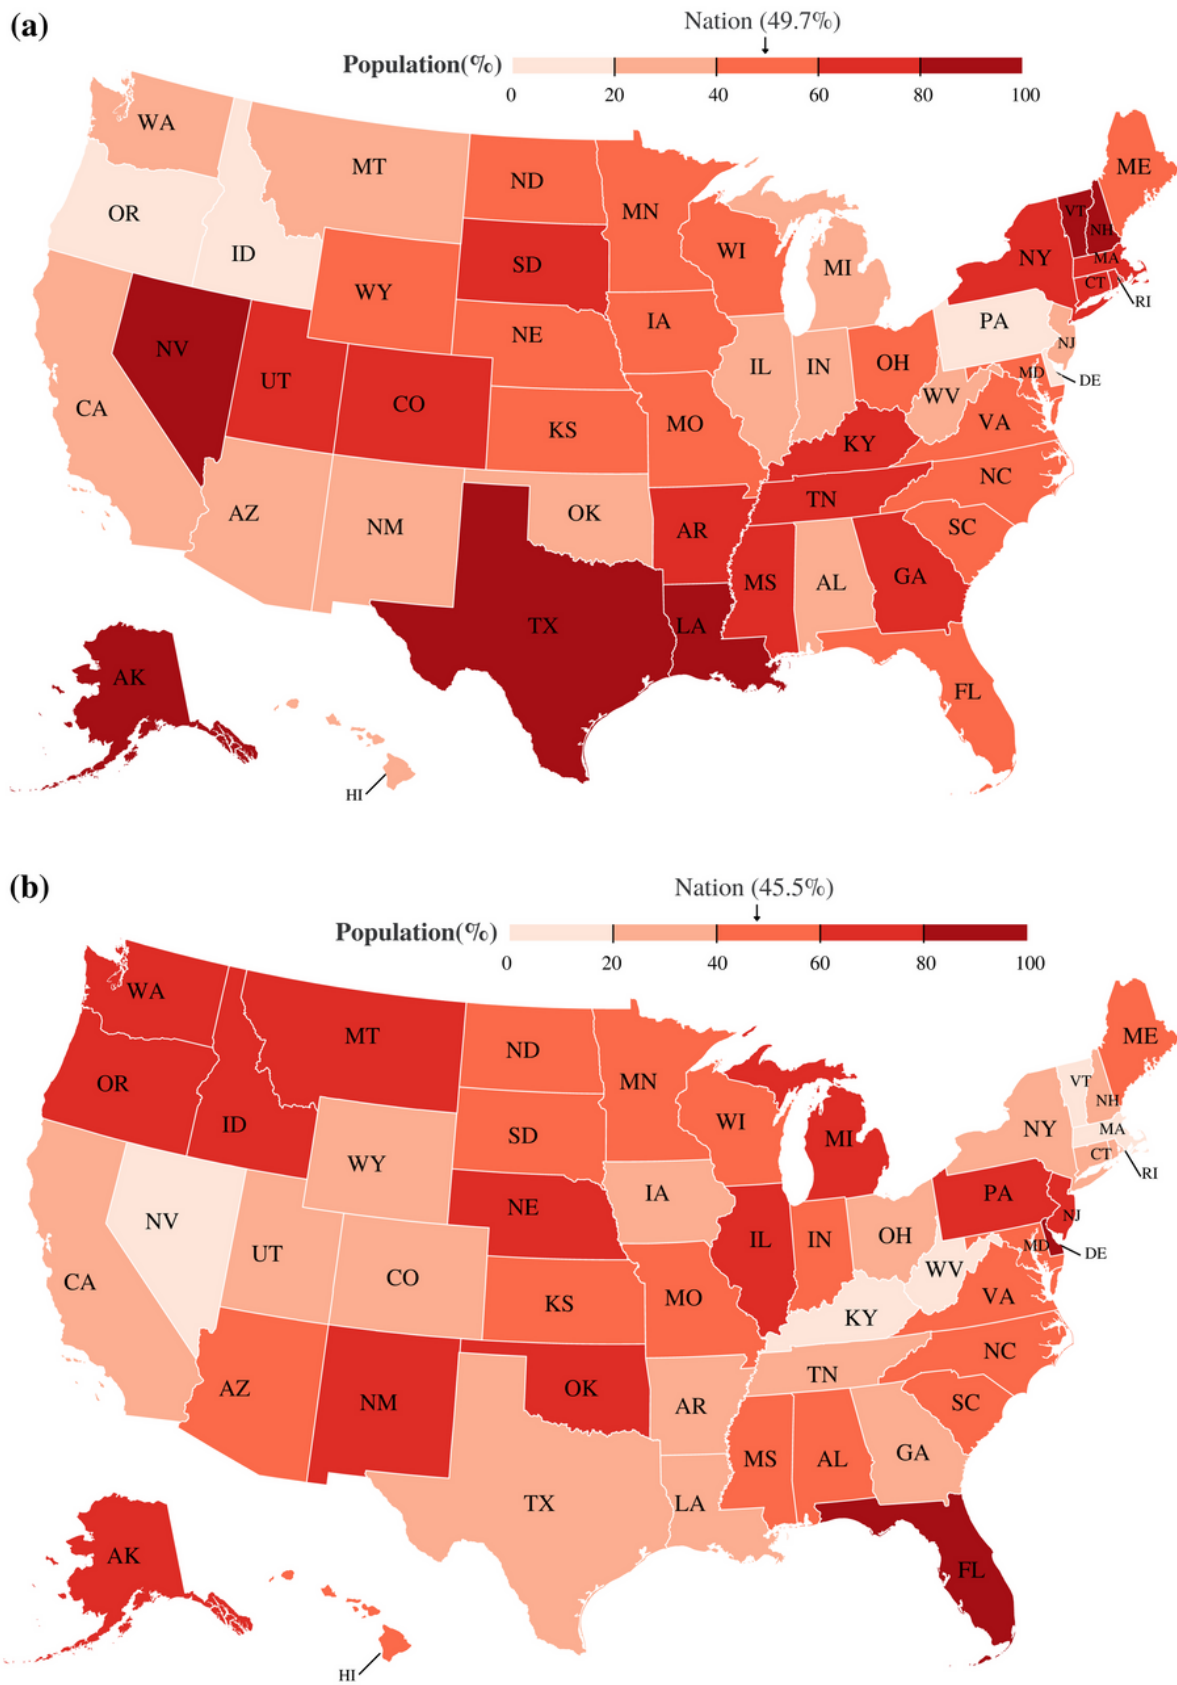 (a)
Nation (49.7%)
Population(%)
0 20 40 60 80 100
WA
MT
ND
MN
ME
OR
ID
SD
WI
MI
VT
NH
NY
MA
CT
RI
WY
NE
IA
PA
NJ
NV
UT
CO
IL
IN
OH
MD
DE
WV
CA
KS
MO
KY
VA
AZ
NM
OK
AR
TN
NC
SC
MS
AL
GA
TX
LA
AK
FL
HI
(b)
Nation (45.5%)
Population(%)
0 20 40 60 80 100
WA
MT
ND
MN
ME
OR
ID
SD
WI
MI
VT
NH
NY
MA
CT
RI
WY
NE
IA
PA
NJ
NV
UT
CO
IL
IN
OH
MD
DE
WV
CA
KS
MO
KY
VA
AZ
NM
OK
AR
TN
NC
SC
MS
AL
GA
TX
LA
AK
FL
HI